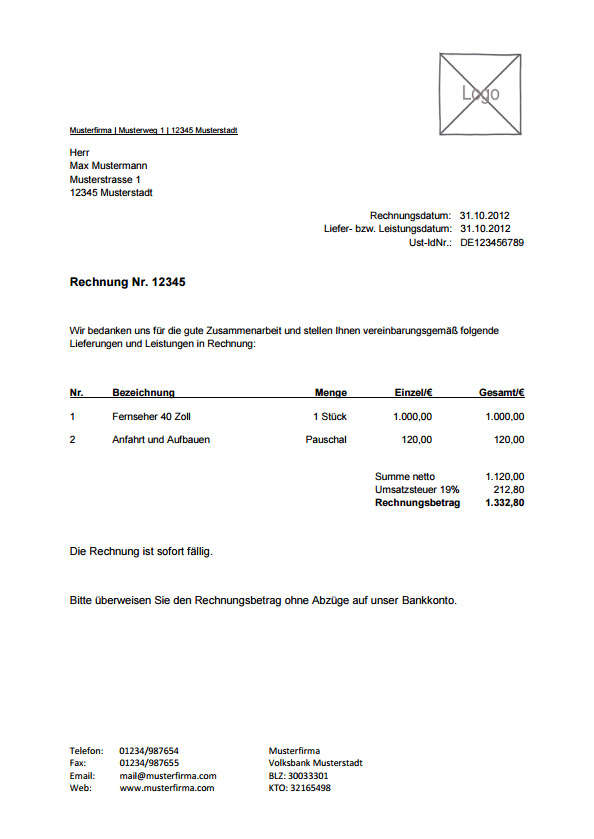 Logo
Musterfirma | Musterweg 1 | 12345 Musterstadt
Herr
Max Mustermann
Musterstrasse 1
12345 Musterstadt
Rechnungsdatum: 31.10.2012
Liefer- bzw. Leistungsdatum: 31.10.2012
Ust-IdNr.: DE123456789
Rechnung Nr. 12345
Wir bedanken uns für die gute Zusammenarbeit und stellen Ihnen vereinbarungsgemäß folgende
Lieferungen und Leistungen in Rechnung:
Nr. Bezeichnung Menge Einzel/€ Gesamt/€
1 Fernseher 40 Zoll 1 Stück 1.000,00 1.000,00
2 Anfahrt und Aufbauen Pauschal 120,00 120,00
Summe netto 1.120,00
Umsatzsteuer 19% 212,80
Rechnungsbetrag 1.332,80
Die Rechnung ist sofort fällig.
Bitte überweisen Sie den Rechnungsbetrag ohne Abzüge auf unser Bankkonto.
Telefon: 01234/987654 Musterfirma
Fax: 01234/987655 Volksbank Musterstadt
Email: mail@musterfirma.com BLZ: 30033301
Web: www.musterfirma.com KTO: 32165498